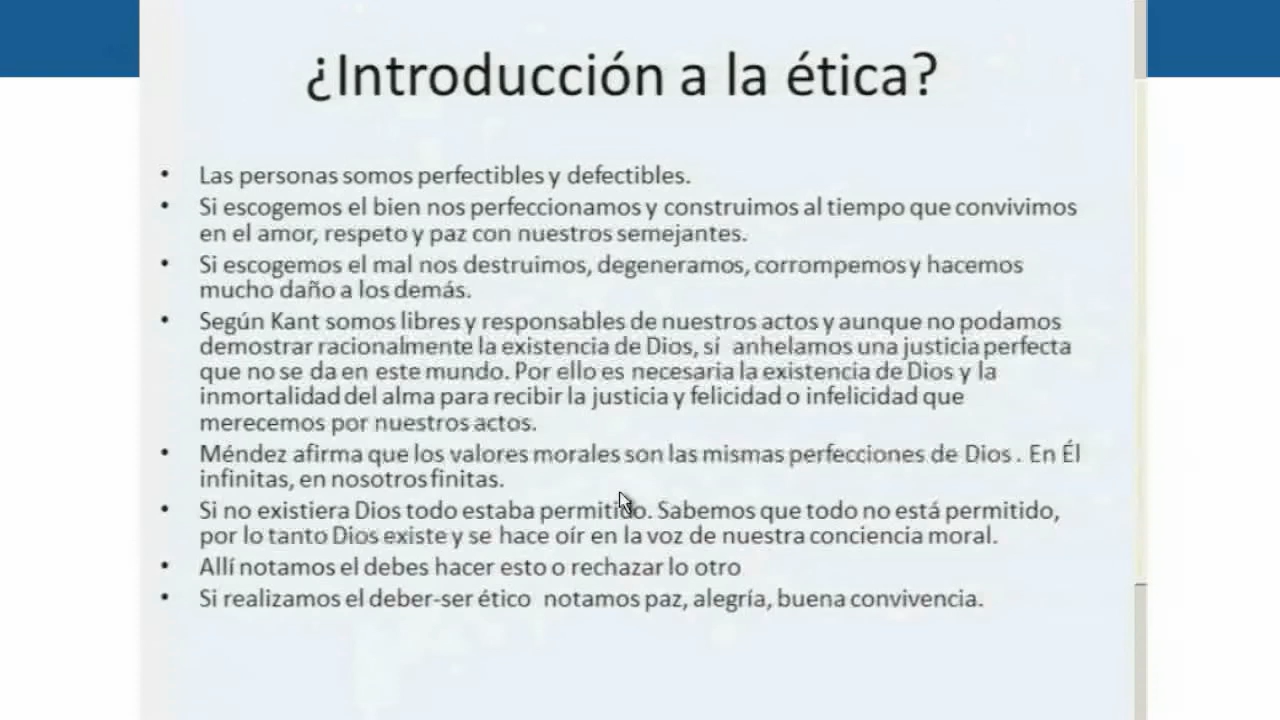 ¿Introducción a la ética?
• Las personas somos perfectibles y defectibles.
• Si escogemos el bien nos perfeccionamos y construimos al tiempo que convivimos
en el amor, respeto y paz con nuestros semejantes.
• Si escogemos el mal nos destruimos, degeneramos, corrompemos y hacemos
mucho daño a los demás.
• Según Kant somos libres y responsables de nuestros actos y aunque no podamos
demostrar racionalmente la existencia de Dios, sí anhelamos una justicia perfecta
que no se da en este mundo. Por ello es necesaria la existencia de Dios y la
inmortalidad del alma para recibir la justicia y felicidad o infelicidad que
merecemos por nuestros actos.
• Méndez afirma que los valores morales son las mismas perfecciones de Dios . En Él
infinitas, en nosotros finitas.
• Si no existiera Dios todo estaba permitido. Sabemos que todo no está permitido,
por lo tanto Dios existe y se hace oír en la voz de nuestra conciencia moral.
• Allí notamos el debes hacer esto o rechazar lo otro
• Si realizamos el deber-ser ético notamos paz, alegría, buena convivencia.